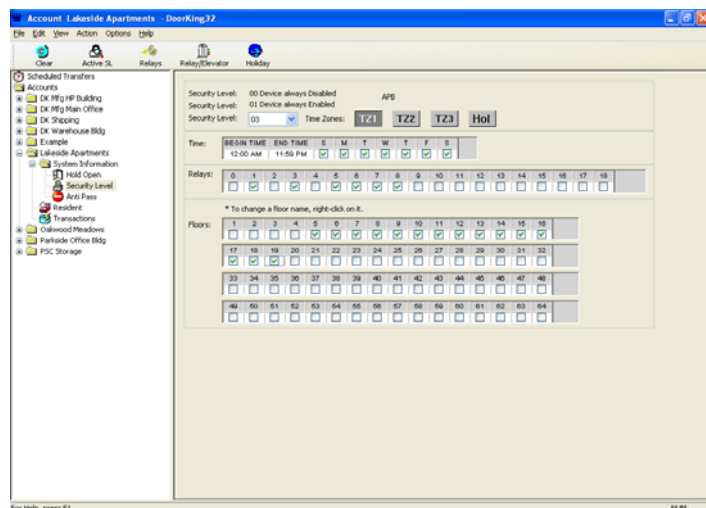 Account Lakeside Apartments - DoorKing32
File Edit View Action Options Help
Clear Active SL Relays Relay/Elevator Holiday
Scheduled Transfers
Accounts
DK Mfg HP Building
DK Mfg Main Office
DK Shipping
DK Warehouse Bldg
Example
Lakeside Apartments
System Information
Hold Open
Security Level
Anti Pass
Resident
Transactions
Oakwood Meadows
Parkside Office Bldg
PSC Storage
Security Level: 00 Device always Disabled
APB
Security Level: 01 Device always Enabled
Security Level: 03 Time Zones: TZ1 TZ2 TZ3 Hol
Time: BEGIN TIME END TIME S M T W T F S
12:00 AM 11:59 PM
Relays: 0 1 2 3 4 5 6 7 8 9 10 11 12 13 14 15 16 17 18
* To change a floor name, right-click on it.
Floors: 1 2 3 4 5 6 7 8 9 10 11 12 13 14 15 16
17 18 19 20 21 22 23 24 25 26 27 28 29 30 31 32
33 34 35 36 37 38 39 40 41 42 43 44 45 46 47 48
49 50 51 52 53 54 55 56 57 58 59 60 61 62 63 64
For Help, press F1
NUM